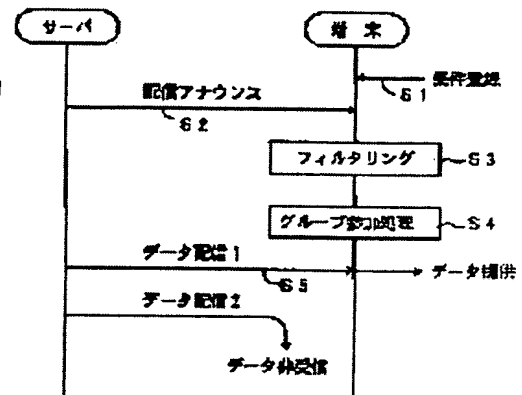 サーバ
端末
条件登録
S1
配信アナウンス
S2
フィルタリング
S3
グループ参加処理
S4
データ配信1
データ提供
S5
データ配信2
データ非受信